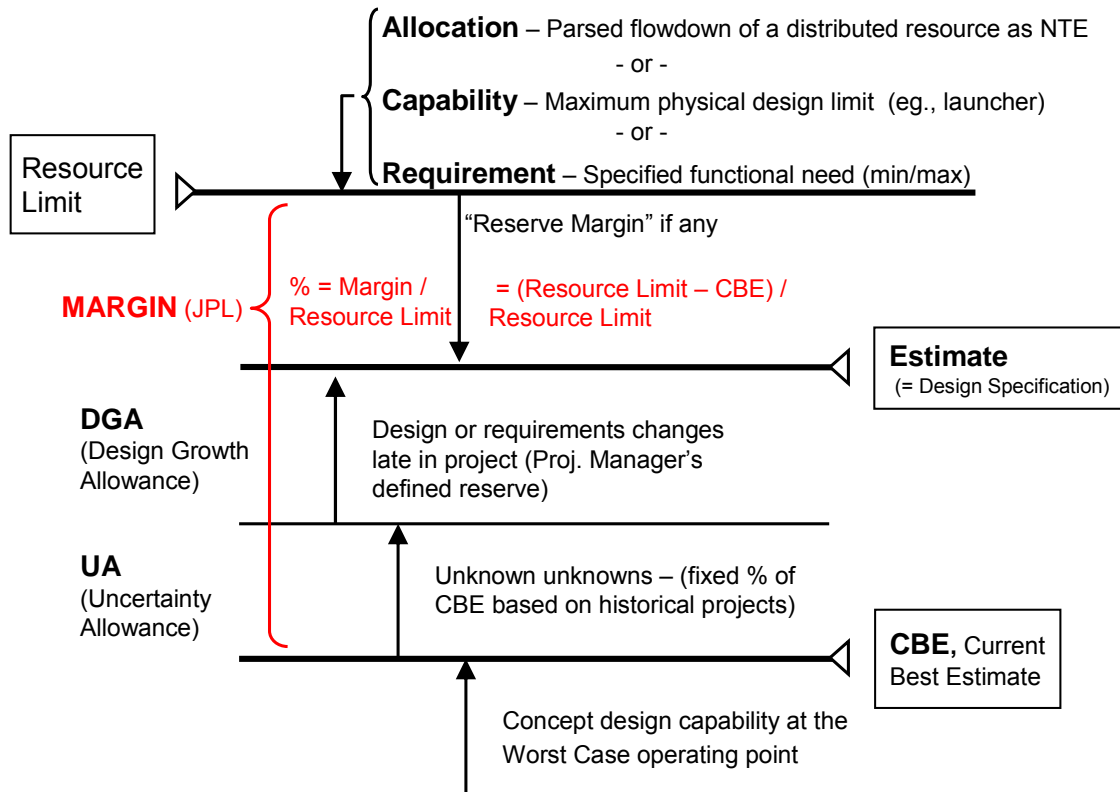 Allocation – Parsed flowdown of a distributed resource as NTE
- or -
Capability – Maximum physical design limit (eg., launcher)
- or -
Requirement – Specified functional need (min/max)
Resource
Limit
“Reserve Margin” if any
MARGIN (JPL)
% = Margin /
Resource Limit
= (Resource Limit – CBE) /
Resource Limit
Estimate
(= Design Specification)
DGA
(Design Growth
Allowance)
Design or requirements changes
late in project (Proj. Manager’s
defined reserve)
UA
(Uncertainty
Allowance)
Unknown unknowns – (fixed % of
CBE based on historical projects)
CBE, Current
Best Estimate
Concept design capability at the
Worst Case operating point